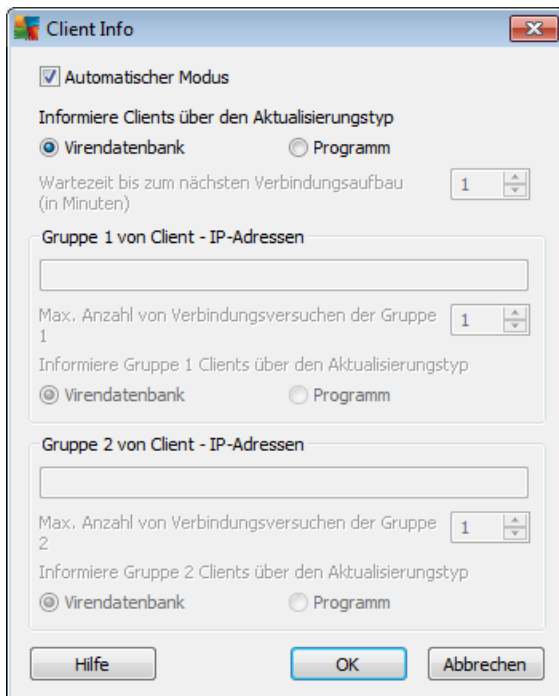 Client Info
Automatischer Modus
Informiere Clients über den Aktualisierungstyp
Virendatenbank Programm
Wartezeit bis zum nächsten Verbindungsaufbau
(in Minuten)
1
Gruppe 1 von Client - IP-Adressen
Max. Anzahl von Verbindungsversuchen der Gruppe
1
1
Informiere Gruppe 1 Clients über den Aktualisierungstyp
Virendatenbank Programm
Gruppe 2 von Client - IP-Adressen
Max. Anzahl von Verbindungsversuchen der Gruppe
2
1
Informiere Gruppe 2 Clients über den Aktualisierungstyp
Virendatenbank Programm
Hilfe OK Abbrechen